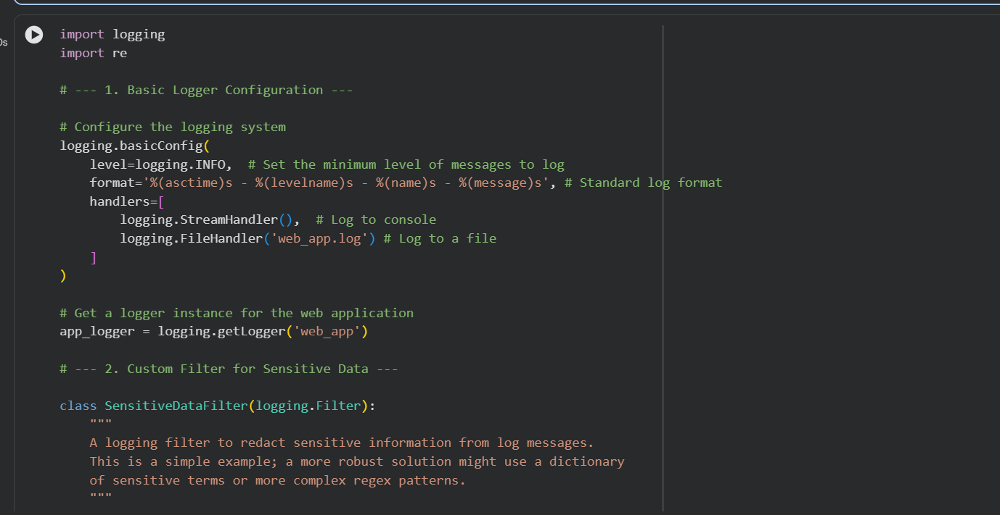 import logging
import re
# --- 1. Basic Logger Configuration ---
# Configure the logging system
logging.basicConfig(
    level=logging.INFO,  # Set the minimum level of messages to log
    format='%(asctime)s - %(levelname)s - %(name)s - %(message)s', # Standard log format
    handlers=[
        logging.StreamHandler(),  # Log to console
        logging.FileHandler('web_app.log') # Log to a file
    ]
)
# Get a logger instance for the web application
app_logger = logging.getLogger('web_app')
# --- 2. Custom Filter for Sensitive Data ---
class SensitiveDataFilter(logging.Filter):
    """
    A logging filter to redact sensitive information from log messages.
    This is a simple example; a more robust solution might use a dictionary
    of sensitive terms or more complex regex patterns.
    """